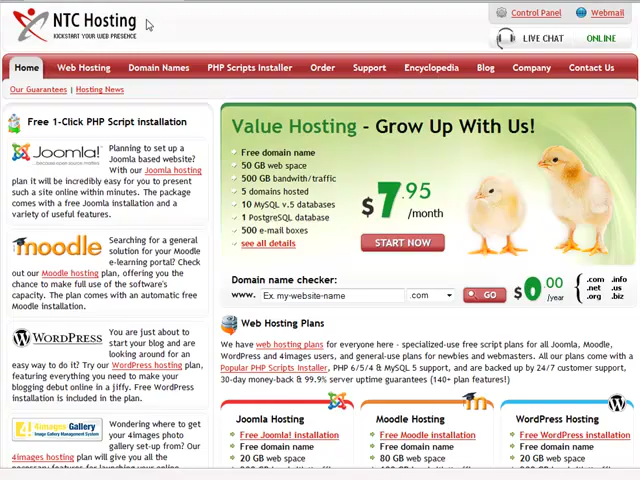 NTC Hosting
KICKSTART YOUR WEB PRESENCE
Control Panel
Webmail
LIVE CHAT ONLINE
Home Web Hosting Domain Names PHP Scripts Installer Order Support Encyclopedia Blog Company Contact Us
Our Guarantees | Hosting News
Free 1-Click PHP Script installation
Joomla!
Planning to set up a
Joomla based website?
With our Joomla hosting
plan it will be incredibly easy for you to present
such a site online within minutes. The package
comes with a free Joomla installation and a
variety of useful features.
moodle
Searching for a general
solution for your Moodle
e-learning portal? Check
out our Moodle hosting plan, offering you the
chance to make full use of the software's
capacity. The plan comes with an automatic free
Moodle installation.
WORDPRESS
You are just about to
start your blog and are
looking around for an
easy way to do it? Try our WordPress hosting plan,
featuring everything you need to make your
blogging debut online in a jiffy. Free WordPress
installation is included in the plan.
4images Gallery
Image Gallery Management System
Wondering where to get
your 4images photo
gallery set-up from? Our
4images hosting plan will give you all the
necessary features for launching your online
Value Hosting - Grow Up With Us!
Free domain name
50 GB web space
500 GB bandwith/traffic
5 domains hosted
10 MySQL v.5 databases
1 PostgreSQL database
500 e-mail boxes
see all details
$7.95
/month
START NOW
Domain name checker:
www. Ex. my-website-name .com GO
$0.00
/year
.com .info
.net .us
.org .biz
Web Hosting Plans
We have web hosting plans for everyone here - specialized-use free script plans for all Joomla, Moodle,
WordPress and 4images users, and general-use plans for newbies and webmasters. All our plans come with a
Popular PHP Scripts Installer, PHP 6/5/4 & MySQL 5 support, and are backed up by 24/7 customer support,
30-day money-back & 99.9% server uptime guarantees (140+ plan features!)
Joomla Hosting
Free Joomla! installation
Free domain name
20 GB web space
Moodle Hosting
Free Moodle installation
Free domain name
80 GB web space
WordPress Hosting
Free WordPress installation
Free domain name
20 GB web space